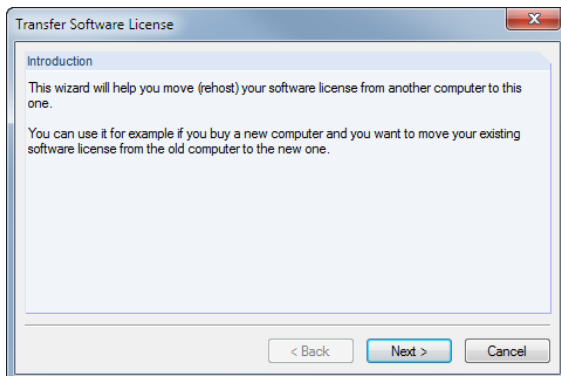 Transfer Software License
Introduction
This wizard will help you move (rehost) your software license from another computer to this
one.
You can use it for example if you buy a new computer and you want to move your existing
software license from the old computer to the new one.
< Back
Next >
Cancel